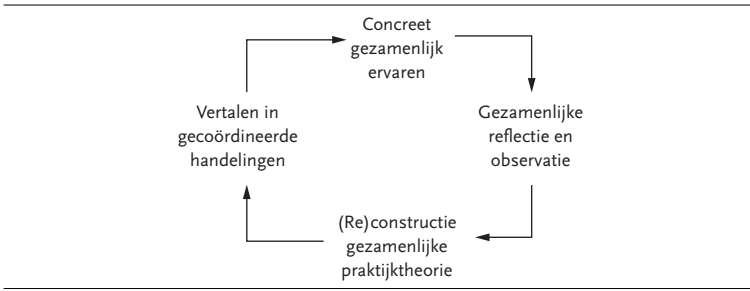 Concreet
gezamenlijk
ervaren
Gezamenlijke
reflectie en
observatie
(Re)constructie
gezamenlijke
praktijktheorie
Vertalen in
gecoördineerde
handelingen